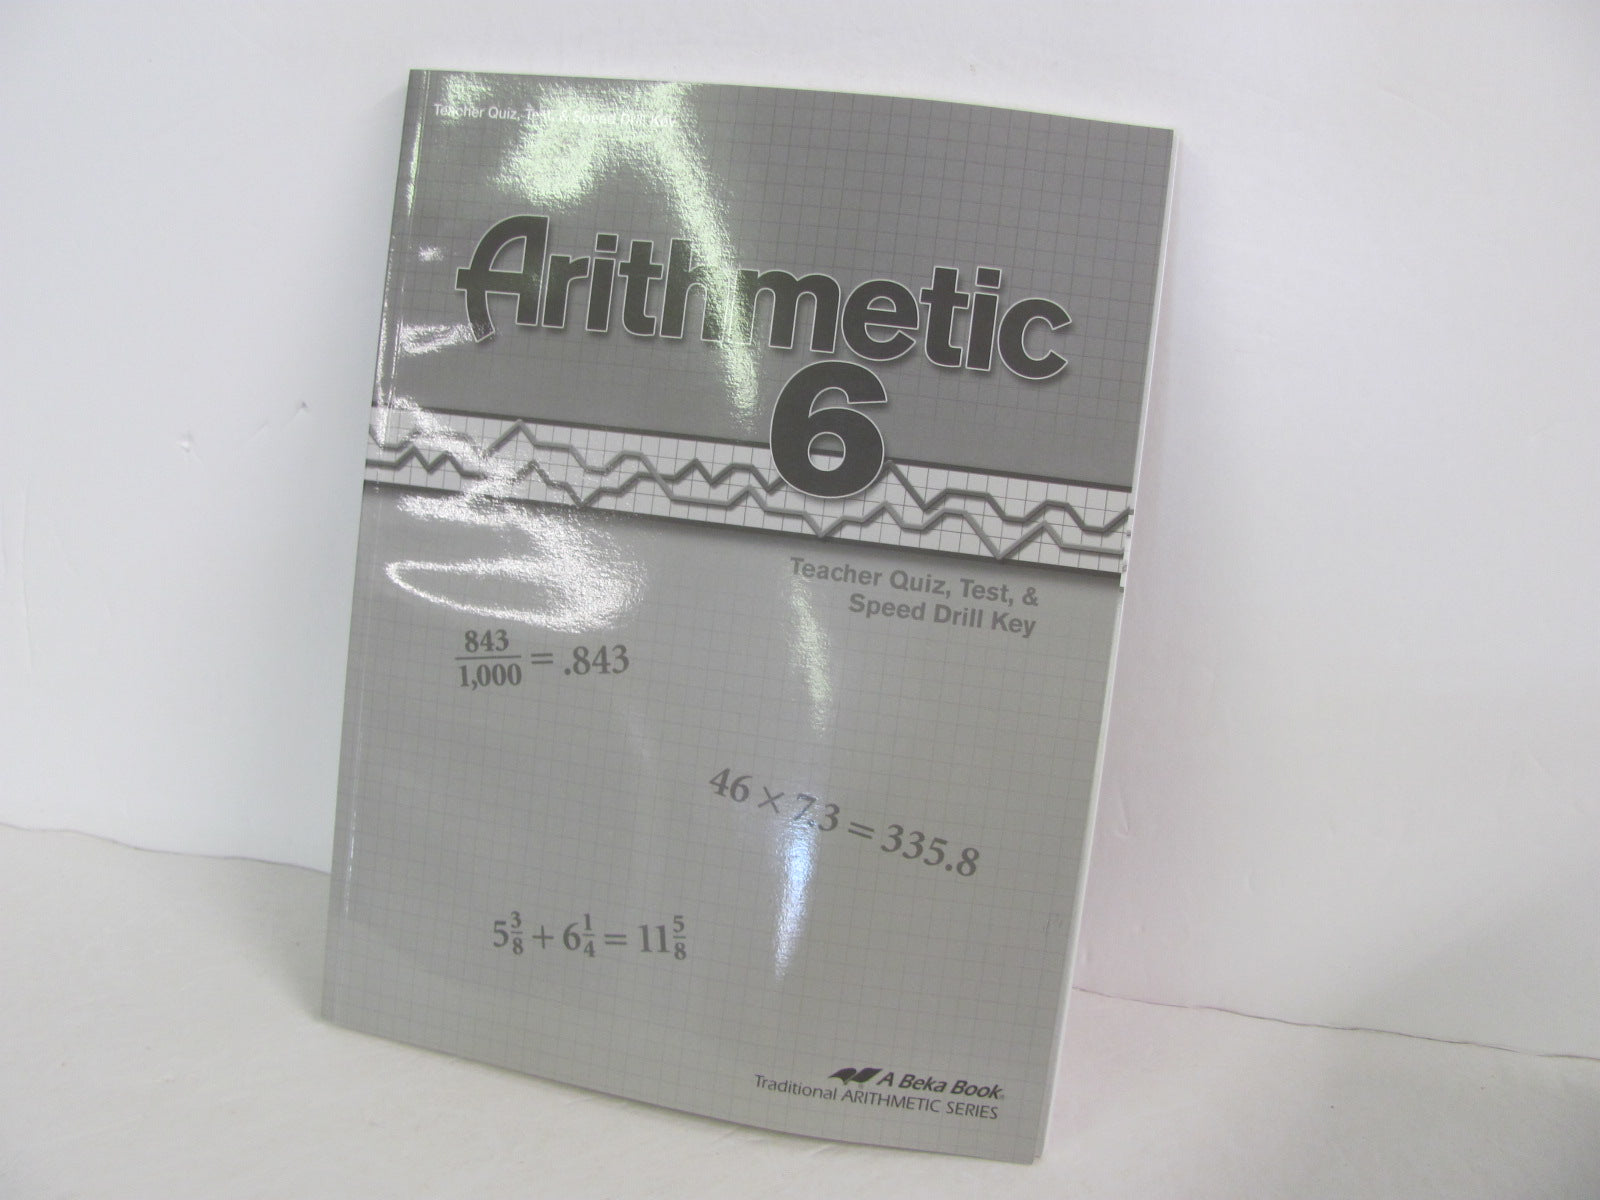 Teacher Quiz, Test, & Speed Drill Key
Arithmetic
6
Teacher Quiz, Test, &
Speed Drill Key
843/1,000 = .843
46 × 7.3 = 335.8
5 3/8 + 6 1/4 = 11 5/8
A Beka Book®
Traditional ARITHMETIC SERIES